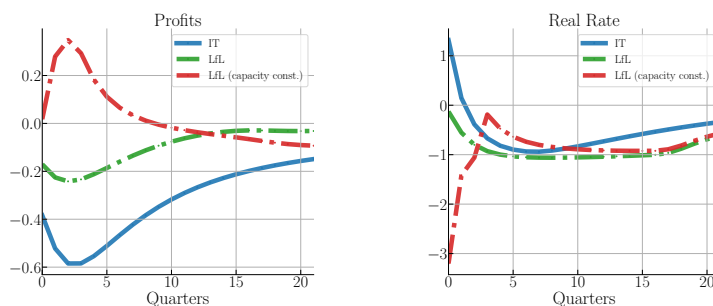 Profits
IT
LfL
LfL (capacity const.)
0.2
0.0
−0.2
−0.4
−0.6
0
5
10
15
20
Quarters
Real Rate
IT
LfL
LfL (capacity const.)
1
0
−1
−2
−3
0
5
10
15
20
Quarters